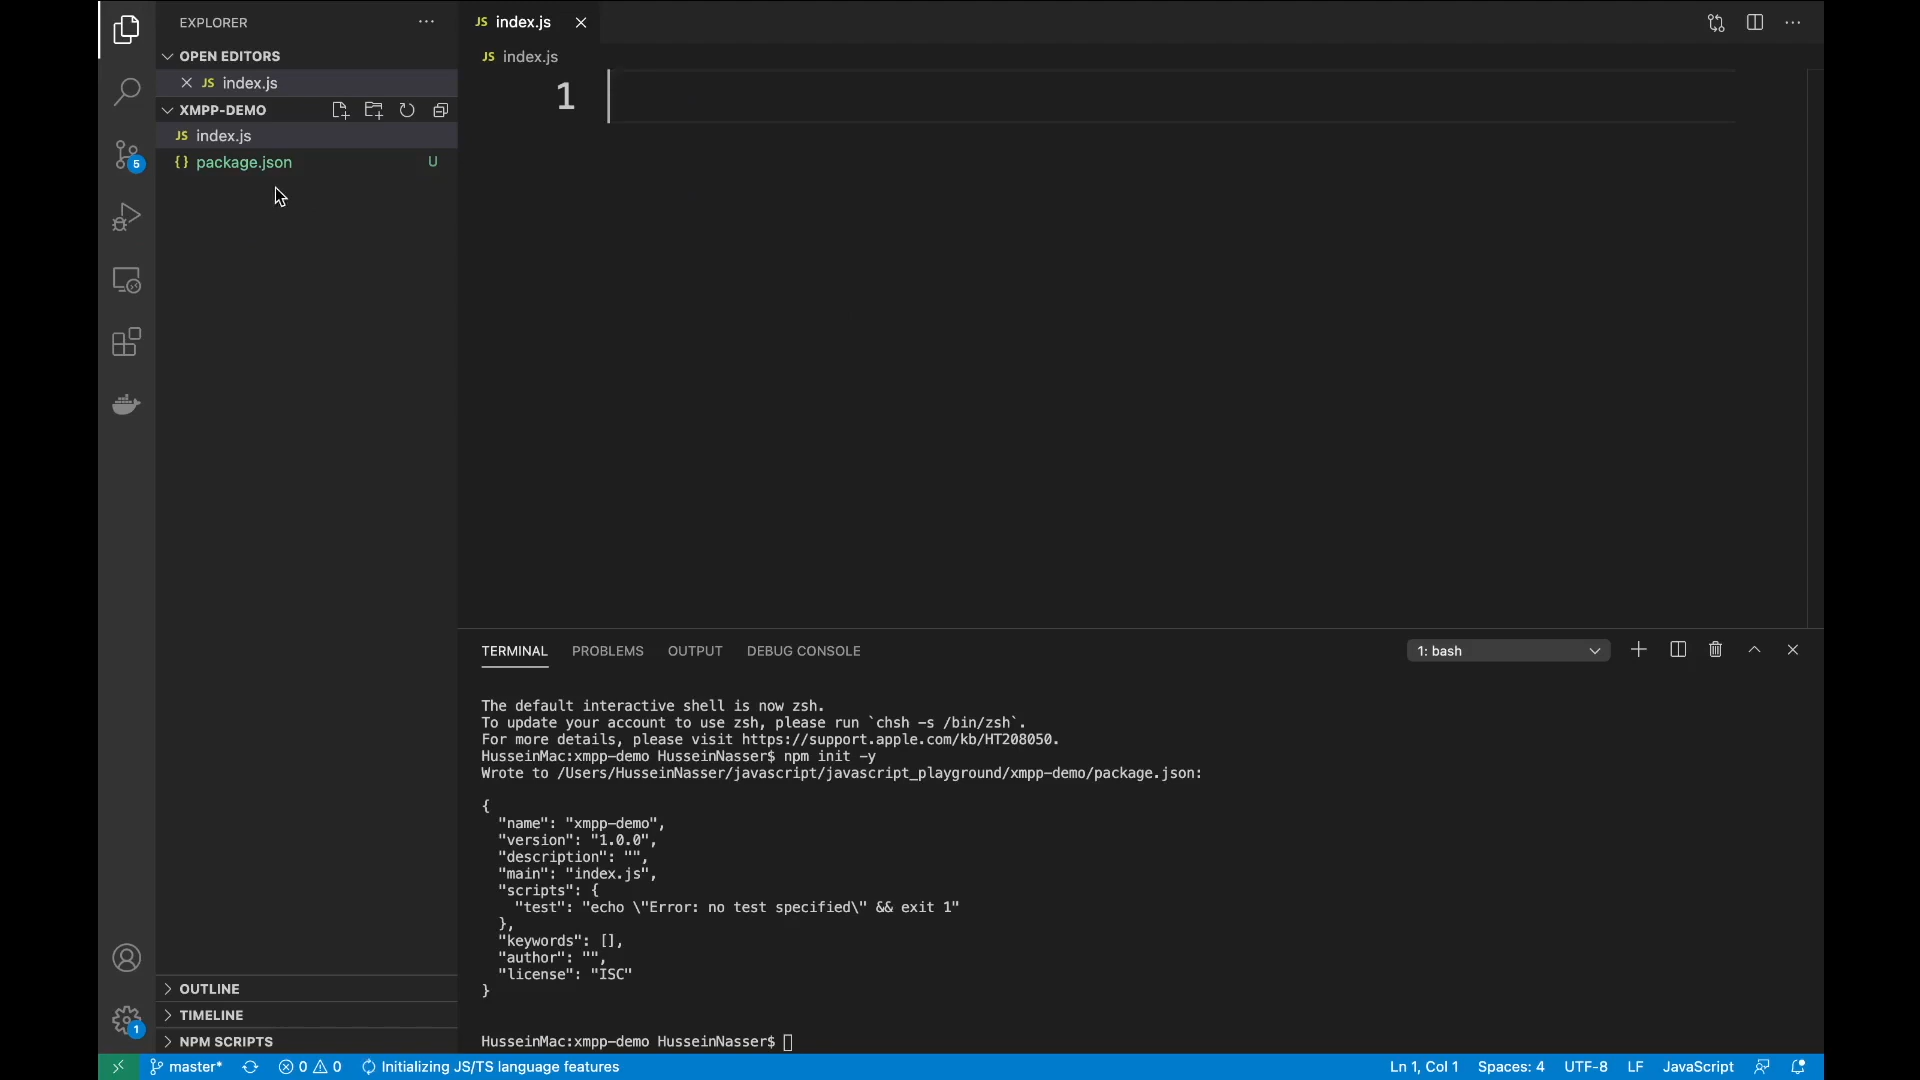 EXPLORER
OPEN EDITORS
JS index.js
XMPP-DEMO
JS index.js
{} package.json U
5
OUTLINE
TIMELINE
NPM SCRIPTS
1
JS index.js
JS index.js
1
TERMINAL PROBLEMS OUTPUT DEBUG CONSOLE
1: bash
The default interactive shell is now zsh.
To update your account to use zsh, please run `chsh -s /bin/zsh`.
For more details, please visit https://support.apple.com/kb/HT208050.
HusseinMac:xmpp-demo HusseinNasser$ npm init -y
Wrote to /Users/HusseinNasser/javascript/javascript_playground/xmpp-demo/package.json:
{
"name": "xmpp-demo",
"version": "1.0.0",
"description": "",
"main": "index.js",
"scripts": {
"test": "echo \"Error: no test specified\" && exit 1"
},
"keywords": [],
"author": "",
"license": "ISC"
}
HusseinMac:xmpp-demo HusseinNasser$
master* 0 0 Initializing JS/TS language features Ln 1, Col 1 Spaces: 4 UTF-8 LF JavaScript